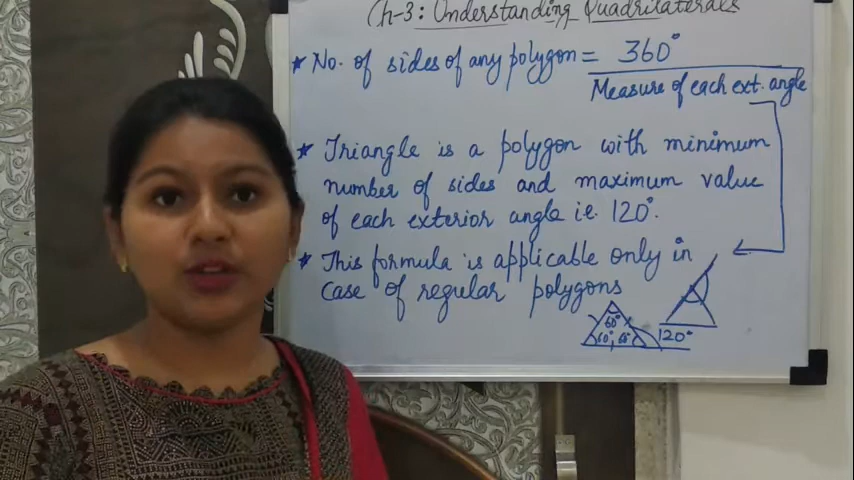 Ch-3: Understanding Quadrilaterals
★ No. of sides of any polygon = 360°
Measure of each ext. angle
★ Triangle is a polygon with minimum
number of sides and maximum value
of each exterior angle i.e. 120°.
★ This formula is applicable only in
case of regular polygons
60°
60° 60° 120°